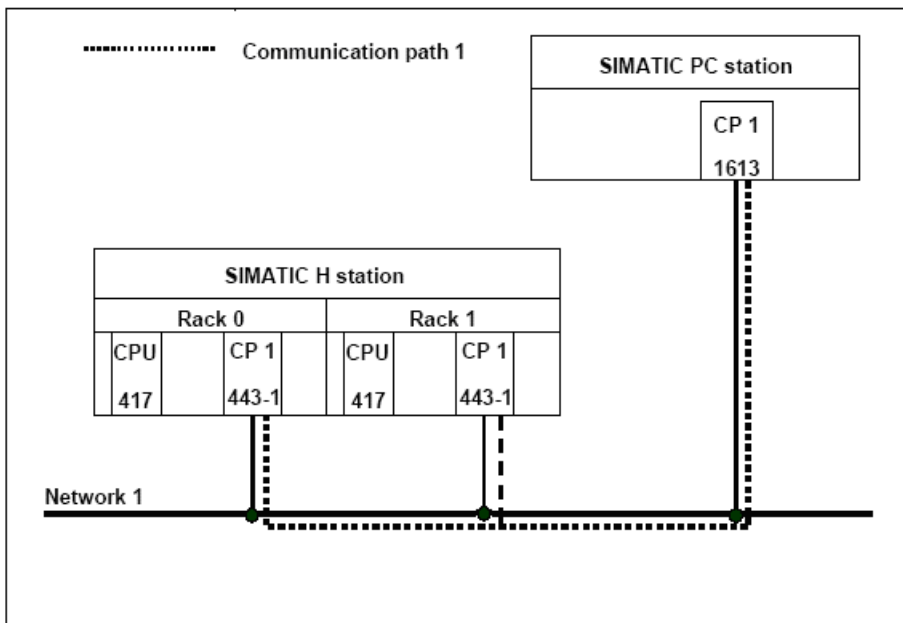 Communication path 1
SIMATIC PC station
CP 1
1613
SIMATIC H station
Rack 0
Rack 1
CPU
CP 1
CPU
CP 1
417
443-1
417
443-1
Network 1